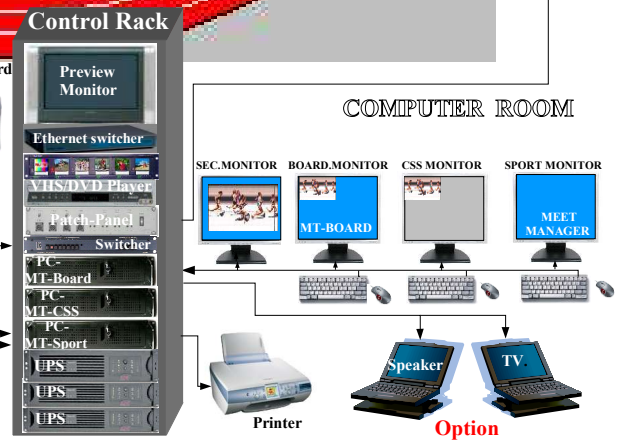 Control Rack
rd
Preview
Monitor
Ethernet switcher
VHS/DVD Player
Patch-Panel
Switcher
PC-
MT-Board
PC-
MT-CSS
PC-
MT-Sport
UPS
UPS
UPS
COMPUTER ROOM
SEC.MONITOR BOARD.MONITOR CSS MONITOR SPORT MONITOR
MT-BOARD
MEET
MANAGER
Printer
Speaker
TV
Option